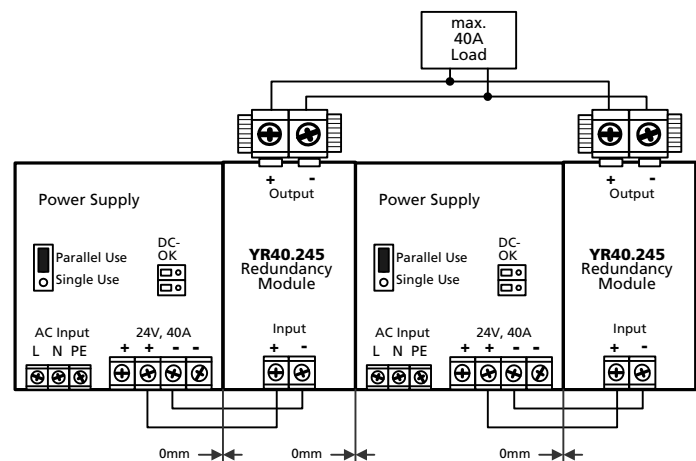 max.
40A
Load
+ -
Output
+ -
Output
Power Supply
Parallel Use
Single Use
DC-
OK
AC Input
L N PE
24V, 40A
+ + - -
YR40.245
Redundancy
Module
Input
+ -
Power Supply
Parallel Use
Single Use
DC-
OK
AC Input
L N PE
24V, 40A
+ + - -
YR40.245
Redundancy
Module
Input
+ -
0mm
0mm
0mm